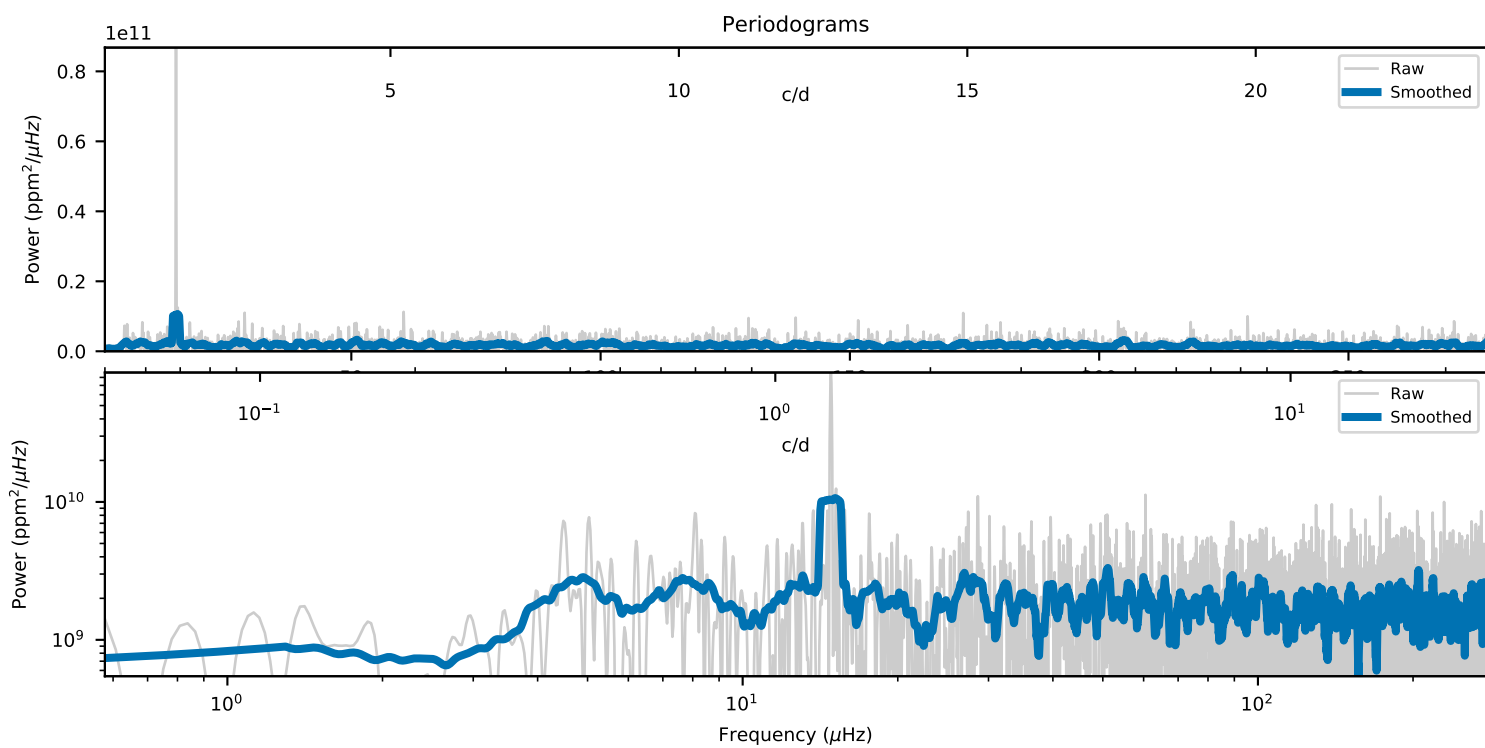 Periodograms
1e11
0.8
0.6
0.4
0.2
0.0
Power (ppm²/μHz)
5 10 15 20
c/d
Raw
Smoothed
10⁻¹ 10⁰ 10¹
c/d
Raw
Smoothed
10¹⁰
10⁹
Power (ppm²/μHz)
10⁰ 10¹ 10²
Frequency (μHz)